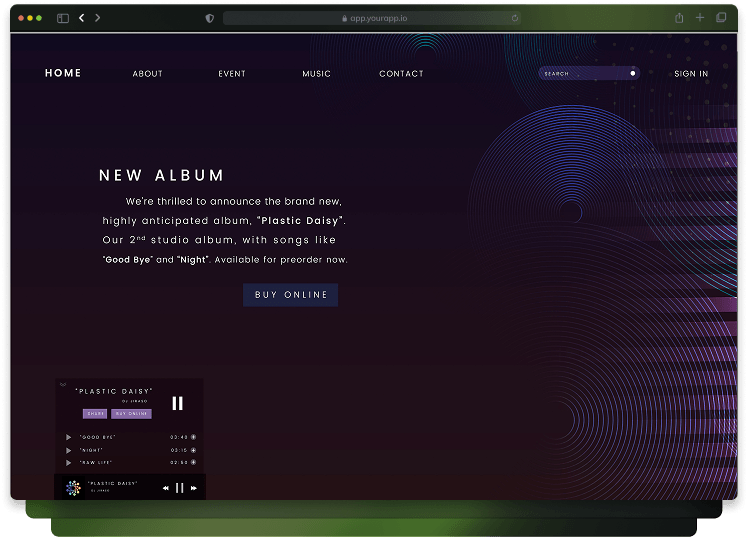 app.yourapp.io
HOME ABOUT EVENT MUSIC CONTACT SEARCH SIGN IN
NEW ALBUM
We're thrilled to announce the brand new,
highly anticipated album, "Plastic Daisy".
Our 2nd studio album, with songs like
"Good Bye" and "Night". Available for preorder now.
BUY ONLINE
"PLASTIC DAISY"
DJ JIRASO
BUY ONLINE
"GOOD BYE" 03:40
"NIGHT" 03:15
"RAW LIFE" 02:50
"PLASTIC DAISY"
DJ JIRASO